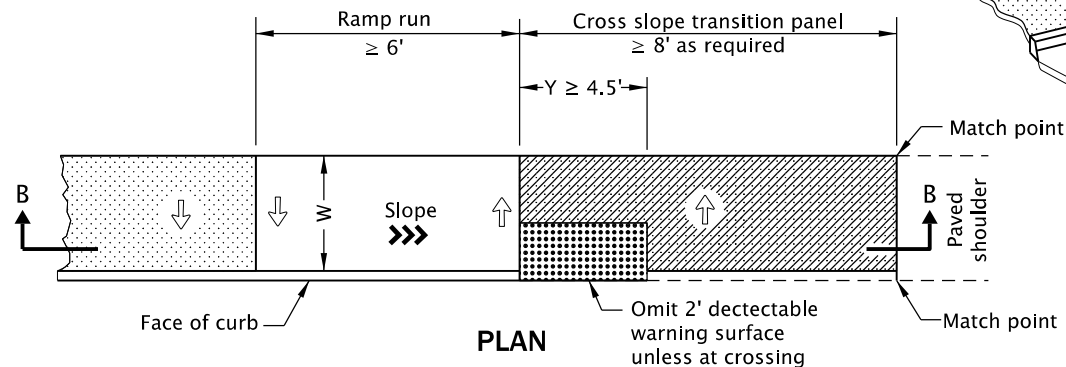 Ramp run
≥ 6'
Cross slope transition panel
≥ 8' as required
Y ≥ 4.5'
Match point
B
W
Slope
B
Paved
shoulder
Face of curb
PLAN
Omit 2' dectectable
warning surface
unless at crossing
Match point